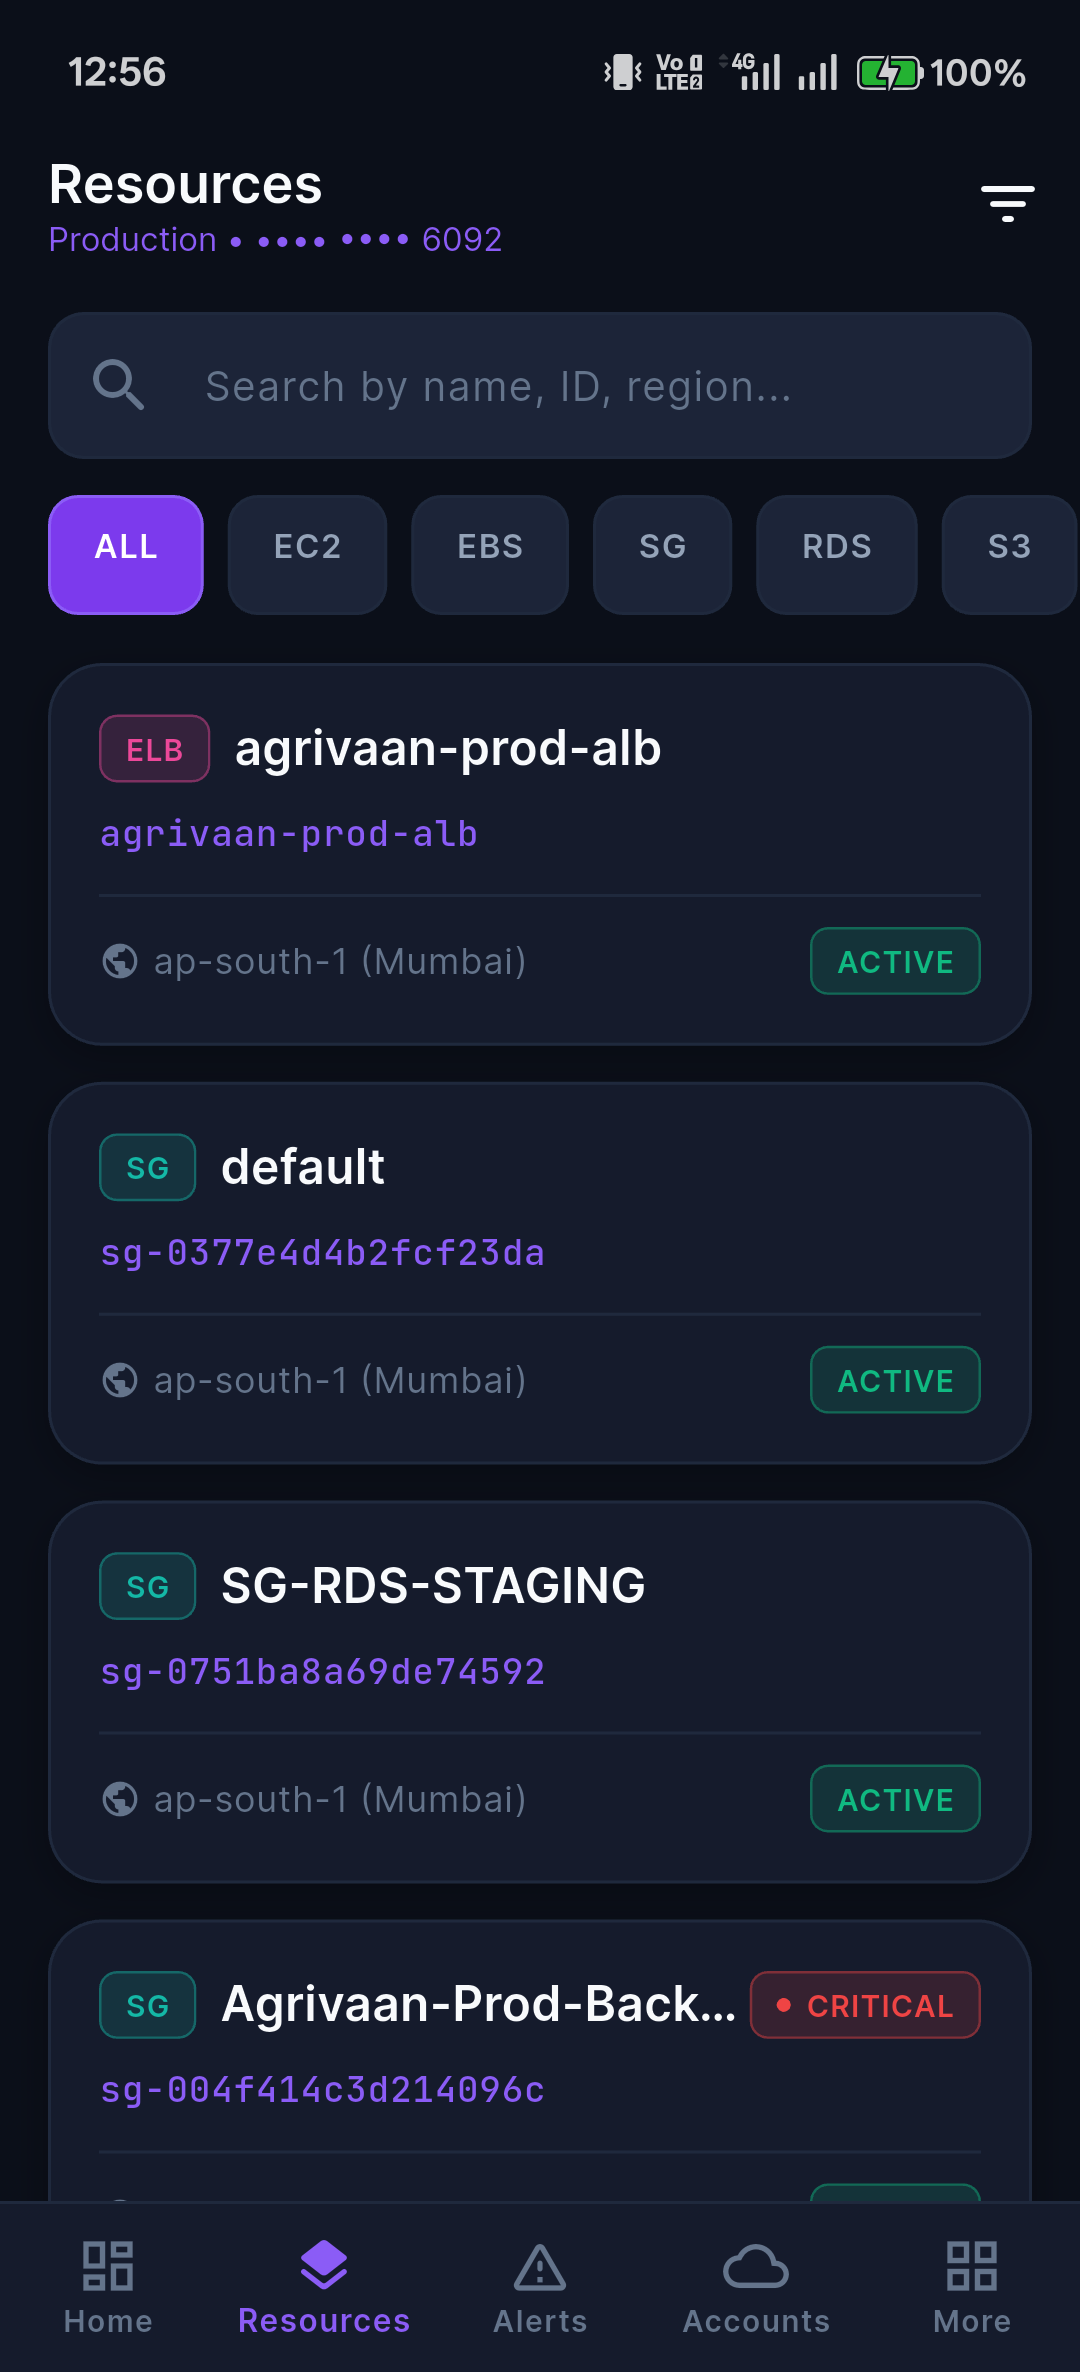 12:56
Vo 1 LTE 2 4G 100%
Resources
Production • •••• •••• 6092
Search by name, ID, region...
ALL EC2 EBS SG RDS S3
ELB agrivaan-prod-alb
agrivaan-prod-alb
ap-south-1 (Mumbai) ACTIVE
SG default
sg-0377e4d4b2fcf23da
ap-south-1 (Mumbai) ACTIVE
SG SG-RDS-STAGING
sg-0751ba8a69de74592
ap-south-1 (Mumbai) ACTIVE
SG Agrivaan-Prod-Back... • CRITICAL
sg-004f414c3d214096c
Home Resources Alerts Accounts More